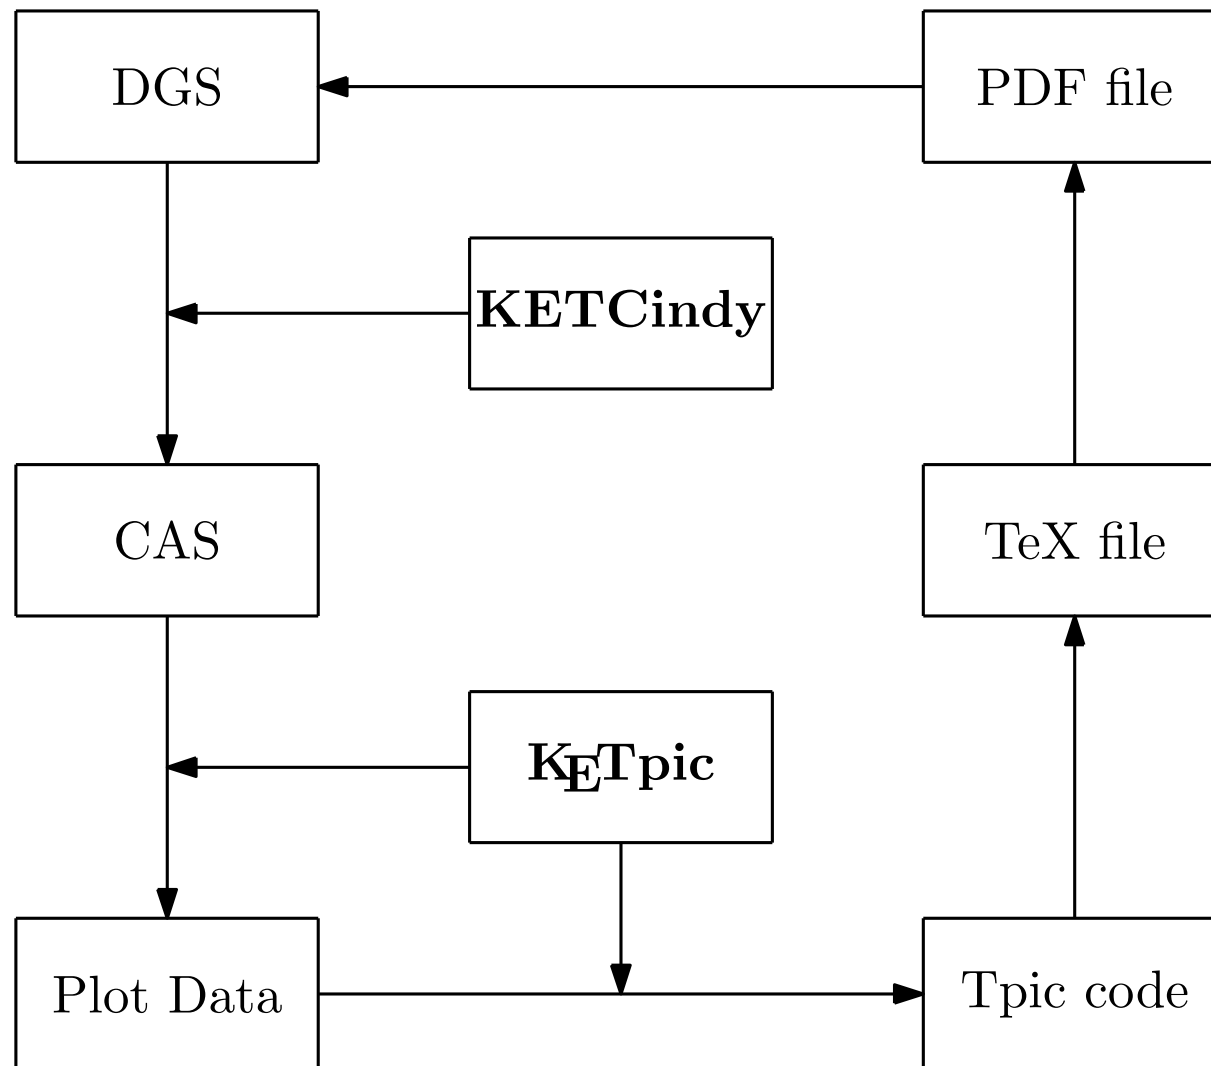 DGS
PDF file
KETCindy
CAS
TeX file
KETpic
Plot Data
Tpic code